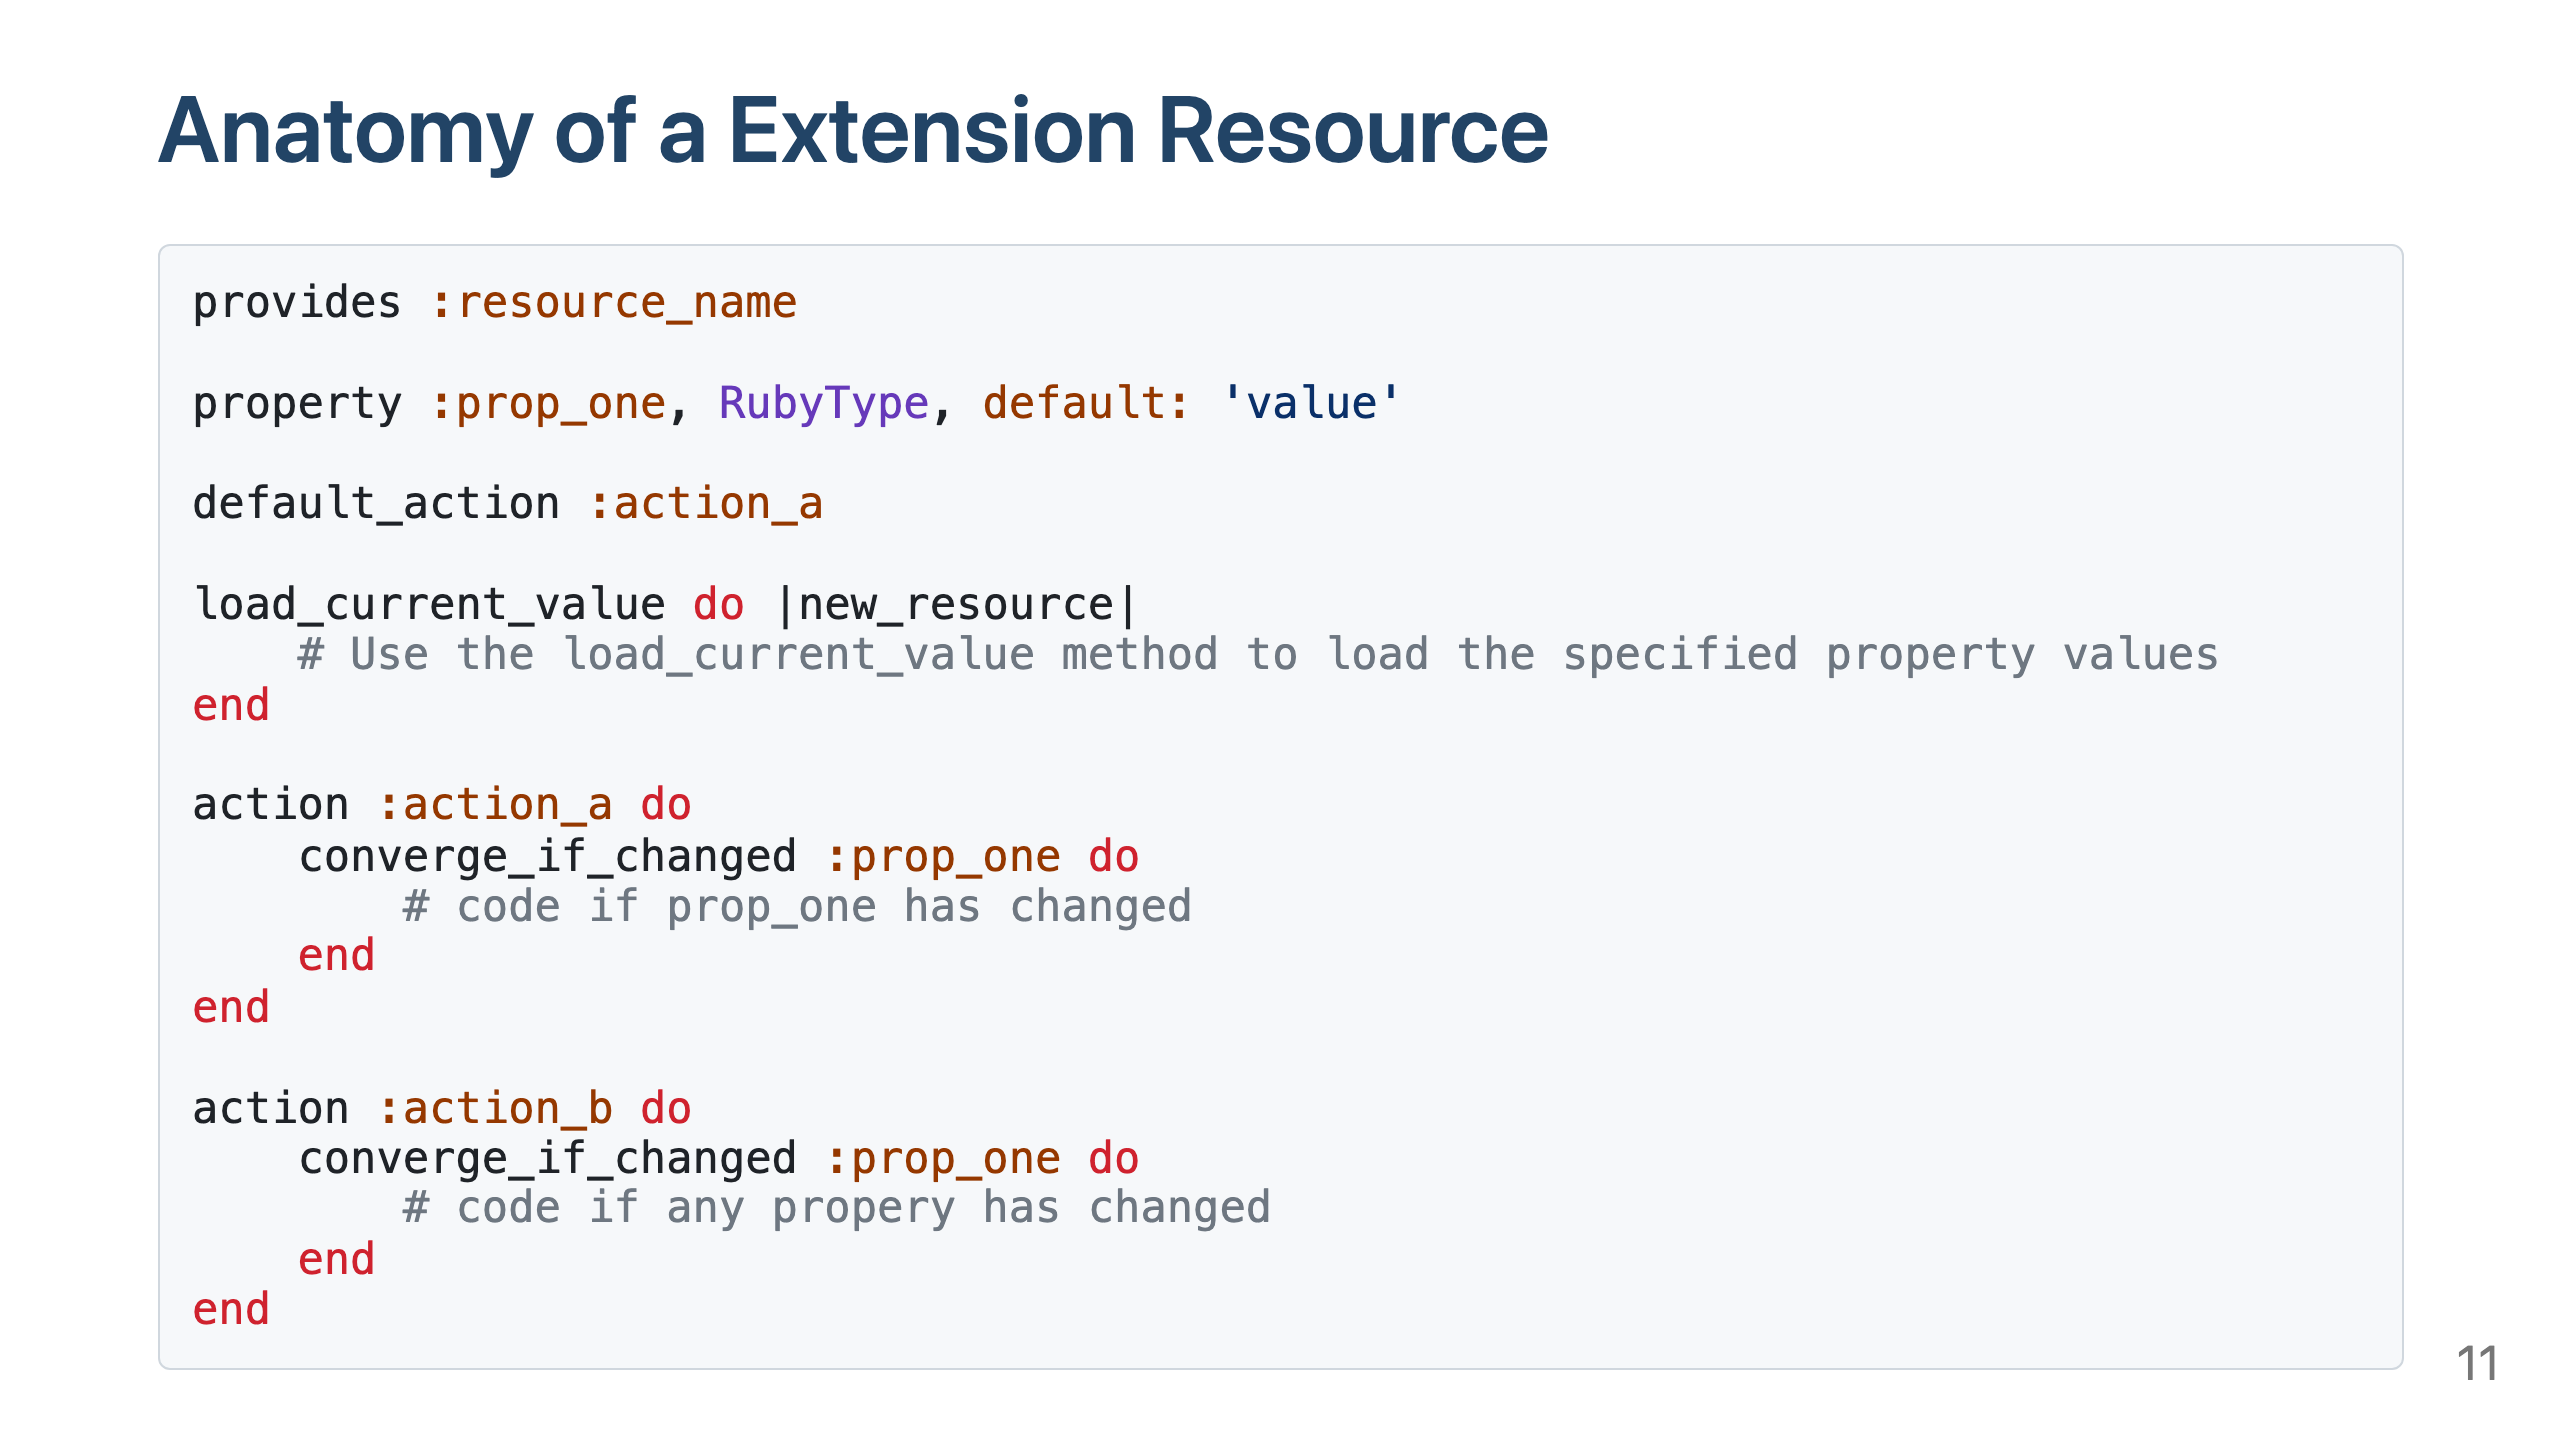 Anatomy of a Extension Resource
provides :resource_name
property :prop_one, RubyType, default: 'value'
default_action :action_a
load_current_value do |new_resource|
    # Use the load_current_value method to load the specified property values
end
action :action_a do
    converge_if_changed :prop_one do
        # code if prop_one has changed
    end
end
action :action_b do
    converge_if_changed :prop_one do
        # code if any propery has changed
    end
end
11